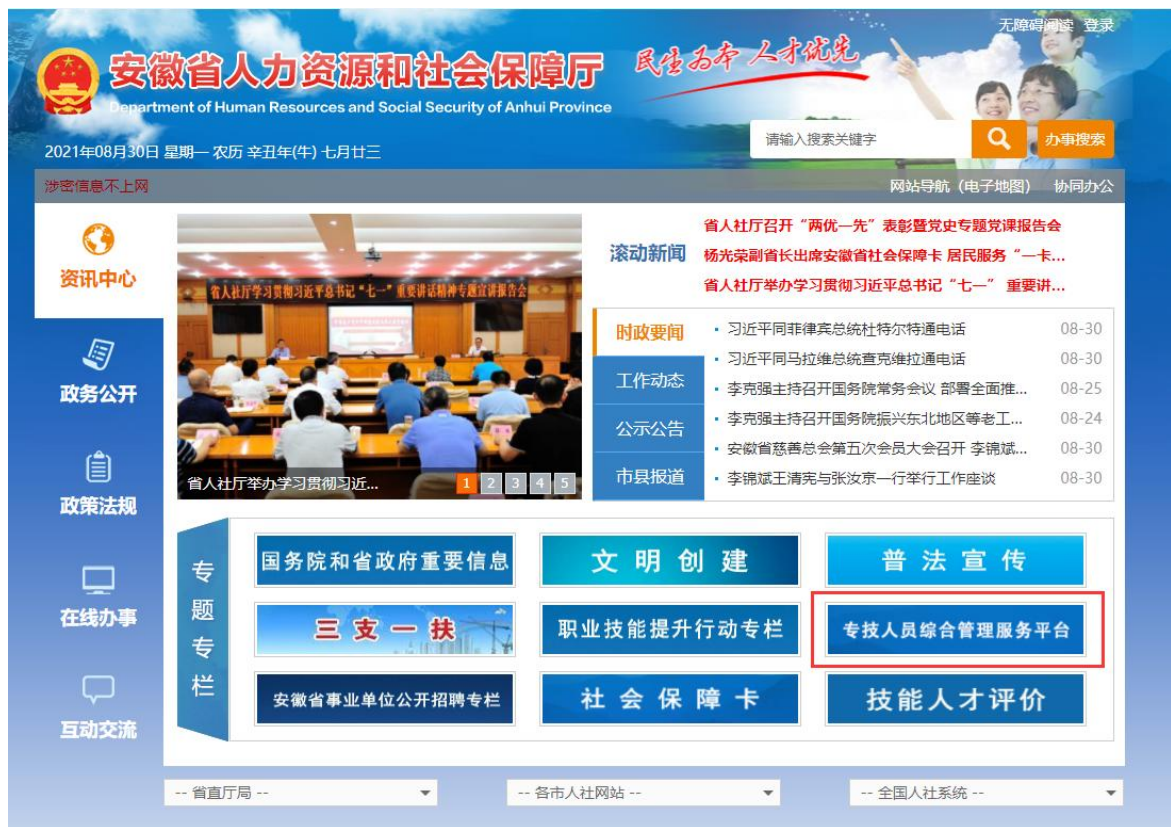 无障碍阅读 登录
安徽省人力资源和社会保障厅
民生为本 人才优先
Department of Human Resources and Social Security of Anhui Province
请输入搜索关键字
办事搜索
2021年08月30日 星期一 农历 辛丑年(牛) 七月廿三
涉密信息不上网
网站导航（电子地图） 协同办公
资讯中心
政务公开
政策法规
在线办事
互动交流
省人社厅学习贯彻习近平总书记“七一”重要讲话精神专题宣讲报告会
省人社厅举办学习贯彻习近...
1 2 3 4 5
滚动新闻
省人社厅召开“两优一先”表彰暨党史专题党课报告会
杨光荣副省长出席安徽省社会保障卡 居民服务“一卡...
省人社厅举办学习贯彻习近平总书记“七一” 重要讲...
时政要闻
工作动态
公示公告
市县报道
· 习近平同菲律宾总统杜特尔特通电话 08-30
· 习近平同马拉维总统查克维拉通电话 08-30
· 李克强主持召开国务院常务会议 部署全面推... 08-25
· 李克强主持召开国务院振兴东北地区等老工... 08-24
· 安徽省慈善总会第五次会员大会召开 李锦斌... 08-30
· 李锦斌王清宪与张汝京一行举行工作座谈 08-30
专题专栏
国务院和省政府重要信息
文明创建
普法宣传
三支一扶
职业技能提升行动专栏
专技人员综合管理服务平台
安徽省事业单位公开招聘专栏
社会保障卡
技能人才评价
-- 省直厅局 --
-- 各市人社网站 --
-- 全国人社系统 --